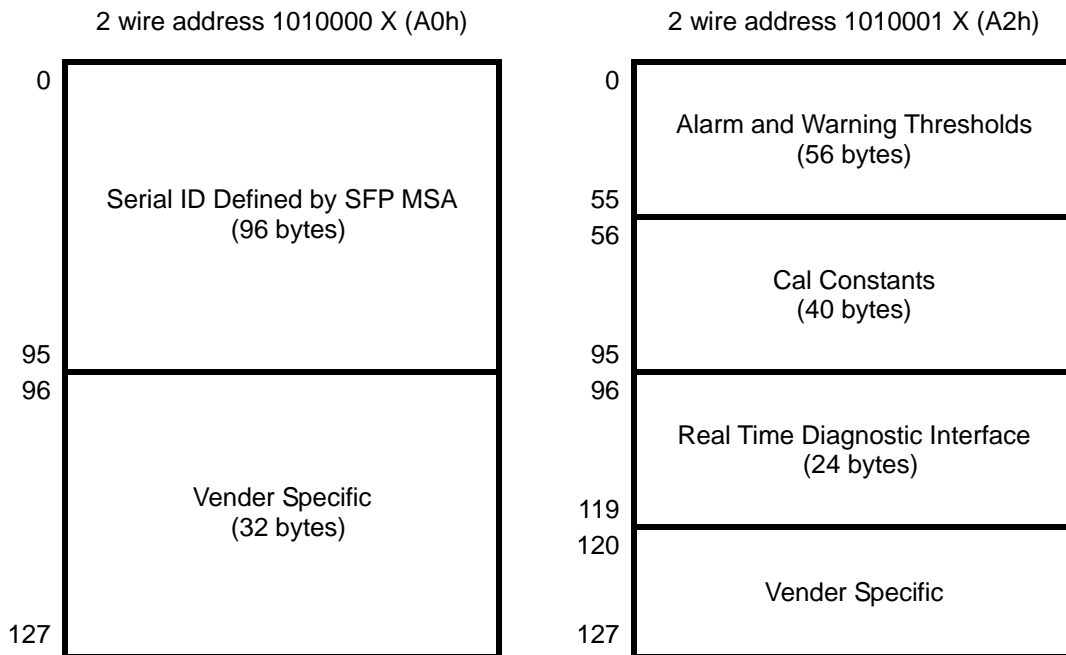 2 wire address 1010000 X (A0h)
0
Serial ID Defined by SFP MSA
(96 bytes)
95
96
Vender Specific
(32 bytes)
127
2 wire address 1010001 X (A2h)
0
Alarm and Warning Thresholds
(56 bytes)
55
56
Cal Constants
(40 bytes)
95
96
Real Time Diagnostic Interface
(24 bytes)
119
120
Vender Specific
127